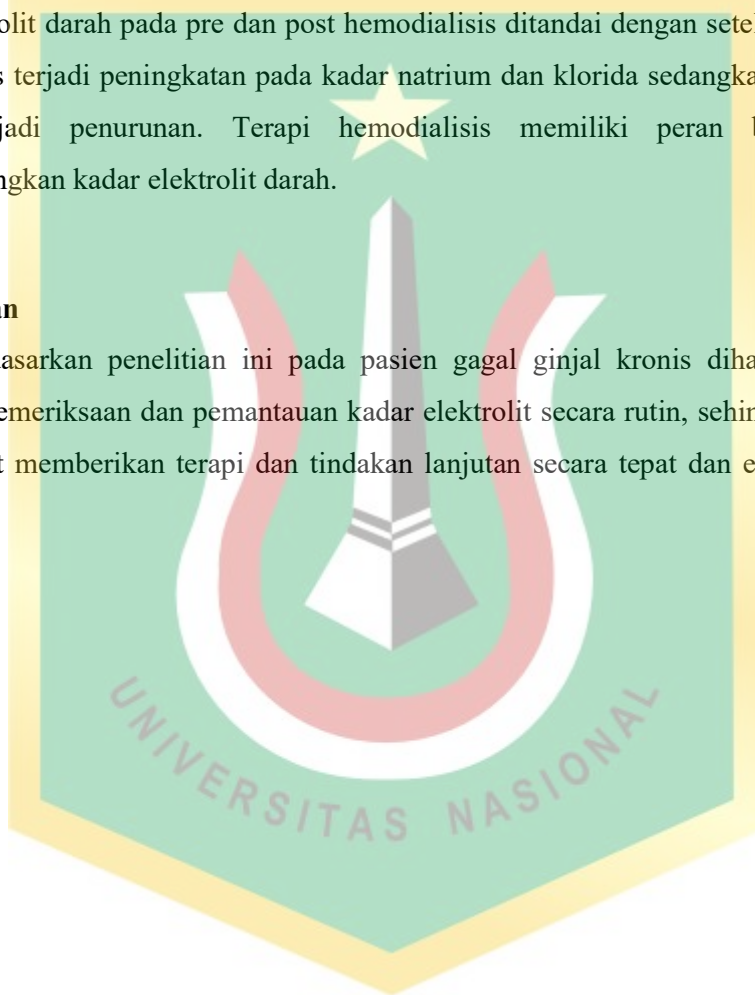 olit darah pada pre dan post hemodialisis ditandai dengan setel
s terjadi peningkatan pada kadar natrium dan klorida sedangka
jadi penurunan. Terapi hemodialisis memiliki peran b
ngkan kadar elektrolit darah.
an
asarkan penelitian ini pada pasien gagal ginjal kronis diha
emeriksaan dan pemantauan kadar elektrolit secara rutin, sehin
t memberikan terapi dan tindakan lanjutan secara tepat dan e
UNIVERSITAS NASIONAL